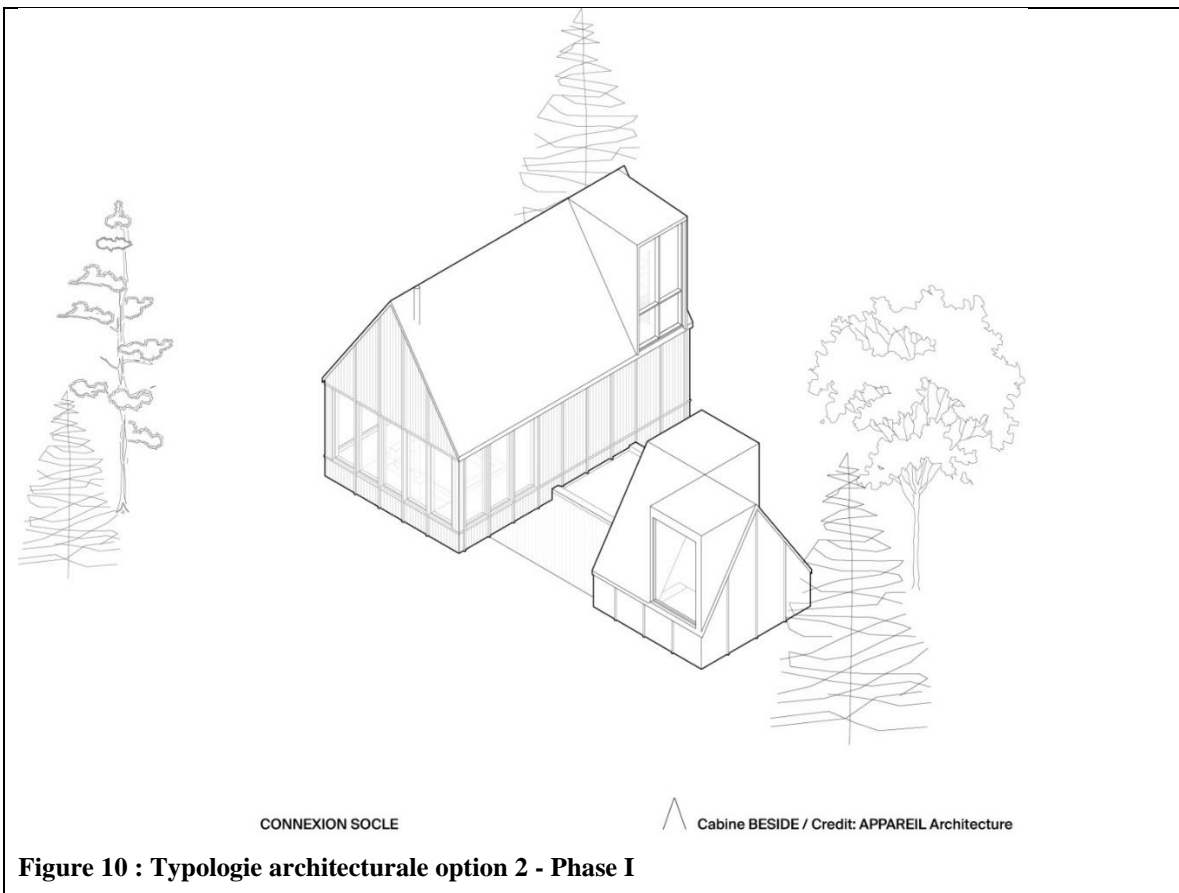 CONNEXION SOCLE
Cabine BESIDE / Credit: APPAREIL Architecture
Figure 10 : Typologie architecturale option 2 - Phase I